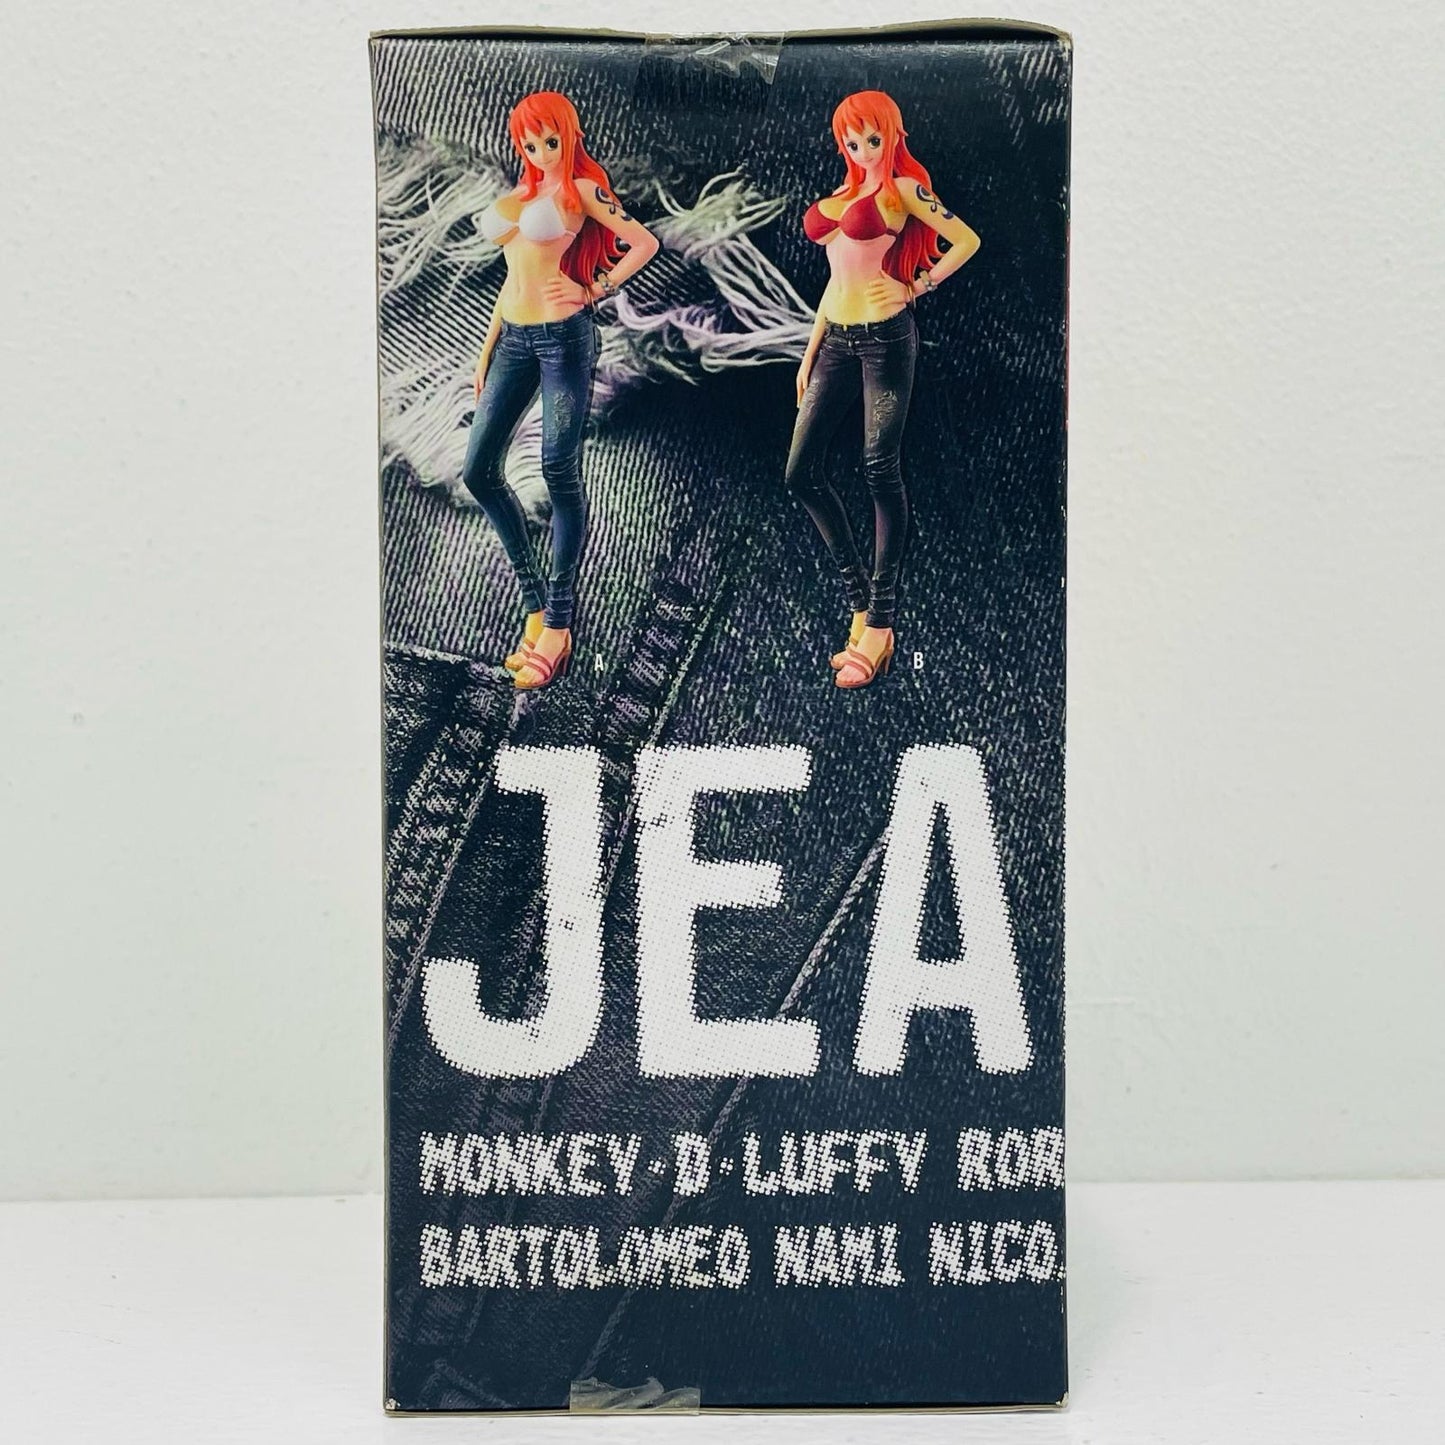 A B
JEA
MONKEY·D·LUFFY ROR
BARTOLOMEO NAMI NICO.